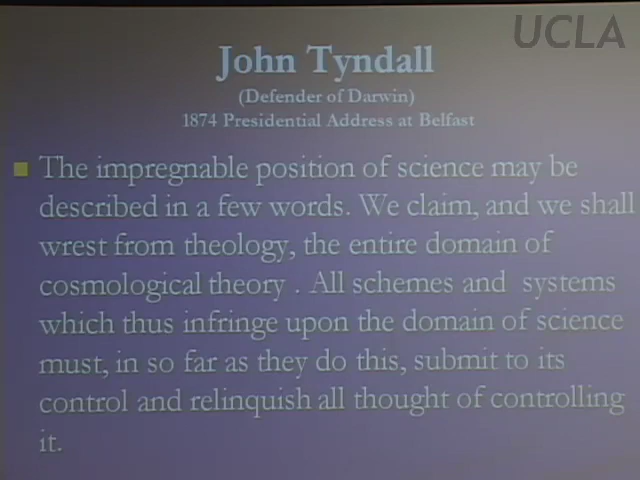 UCLA
John Tyndall
(Defender of Darwin)
1874 Presidential Address at Belfast
The impregnable position of science may be
described in a few words. We claim, and we shall
wrest from theology, the entire domain of
cosmological theory . All schemes and systems
which thus infringe upon the domain of science
must, in so far as they do this, submit to its
control and relinquish all thought of controlling
it.